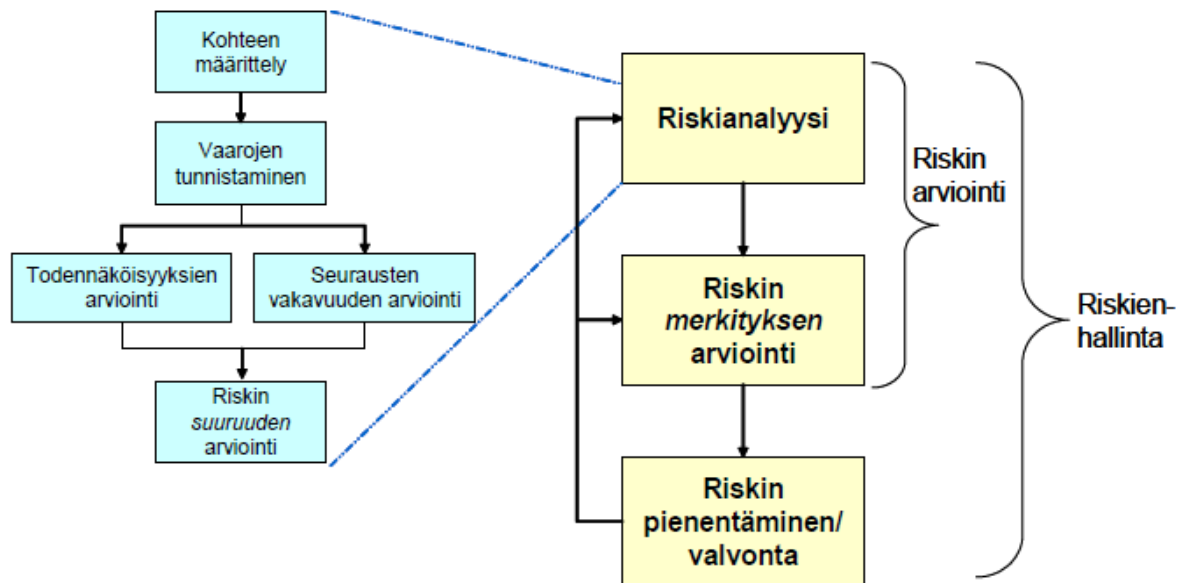 Kohteen
määrittely
Vaarojen
tunnistaminen
Todennäköisyyksien
arviointi
Seurausten
vakavuuden arviointi
Riskin
suuruuden
arviointi
Riskianalyysi
Riskin
merkityksen
arviointi
Riskin
pienentäminen/
valvonta
Riskin
arviointi
Riskien-
hallinta